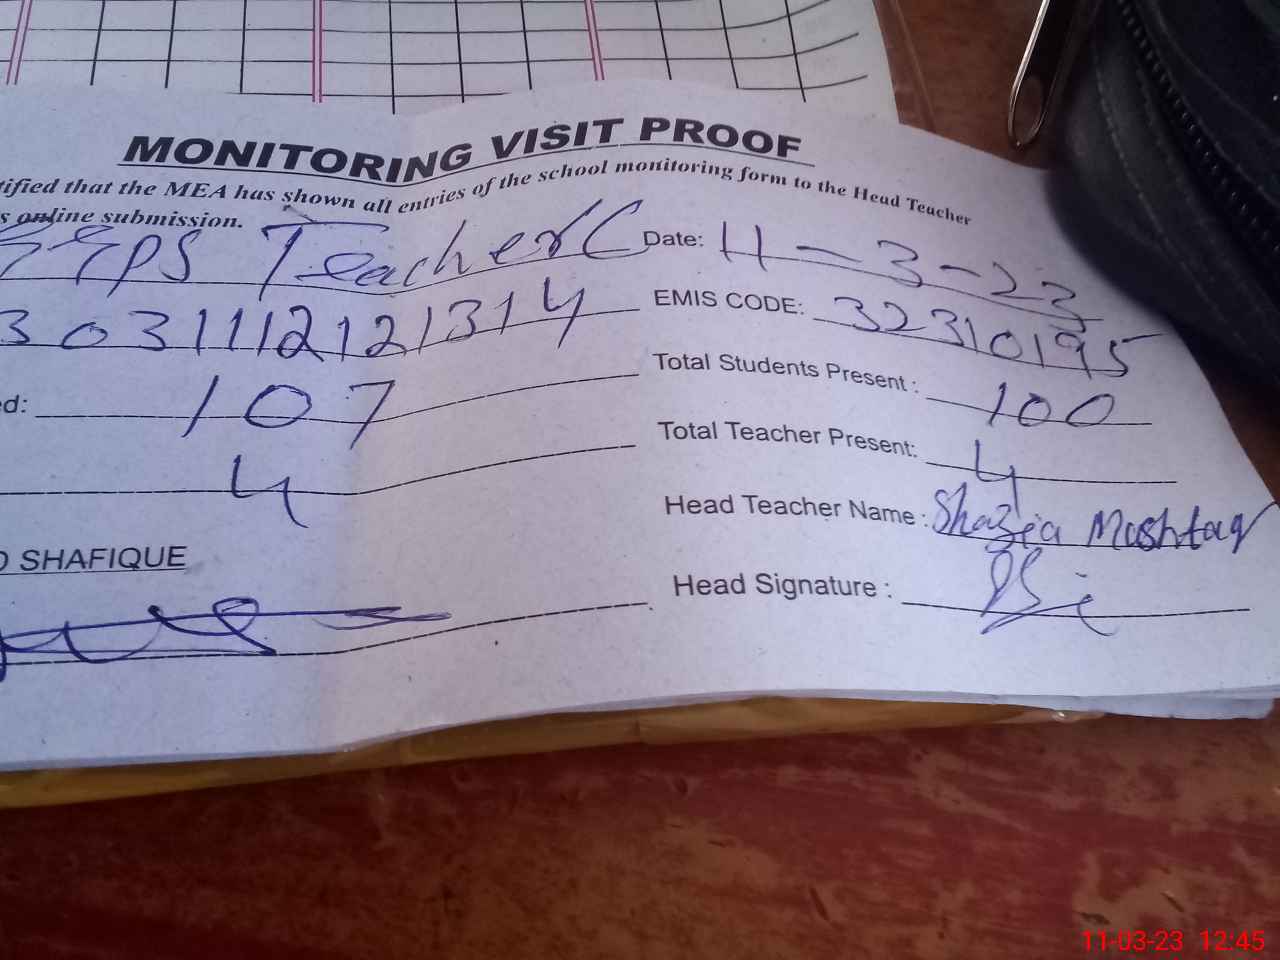 MONITORING VISIT PROOF
tified that the MEA has shown all entries of the school monitoring form to the Head Teacher
s online submission.
GGPS Teacher C Date: 11-3-23
3031112121314 EMIS CODE: 32310195
ed: 107 Total Students Present: 100
4 Total Teacher Present: 4
Head Teacher Name: Shazia Mushtaq
D SHAFIQUE
Head Signature:
11-03-23 12:45